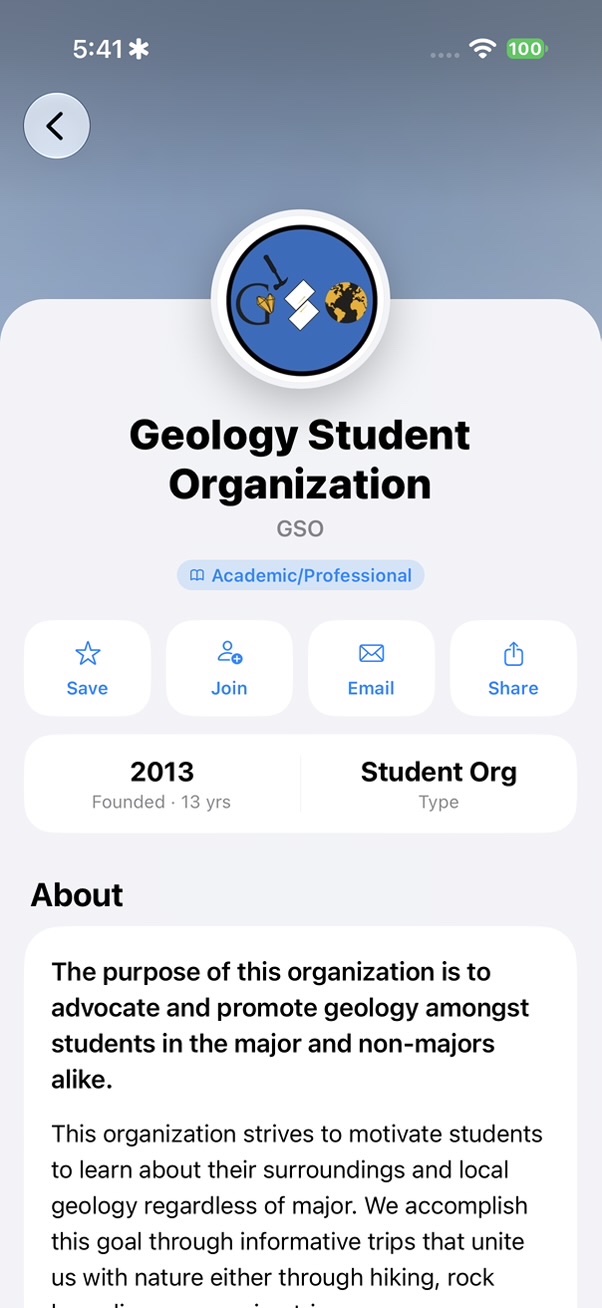 5:41✱
100
GSO
Geology Student
Organization
GSO
Academic/Professional
Save
Join
Email
Share
2013
Founded · 13 yrs
Student Org
Type
About
The purpose of this organization is to
advocate and promote geology amongst
students in the major and non-majors
alike.
This organization strives to motivate students
to learn about their surroundings and local
geology regardless of major. We accomplish
this goal through informative trips that unite
us with nature either through hiking, rock